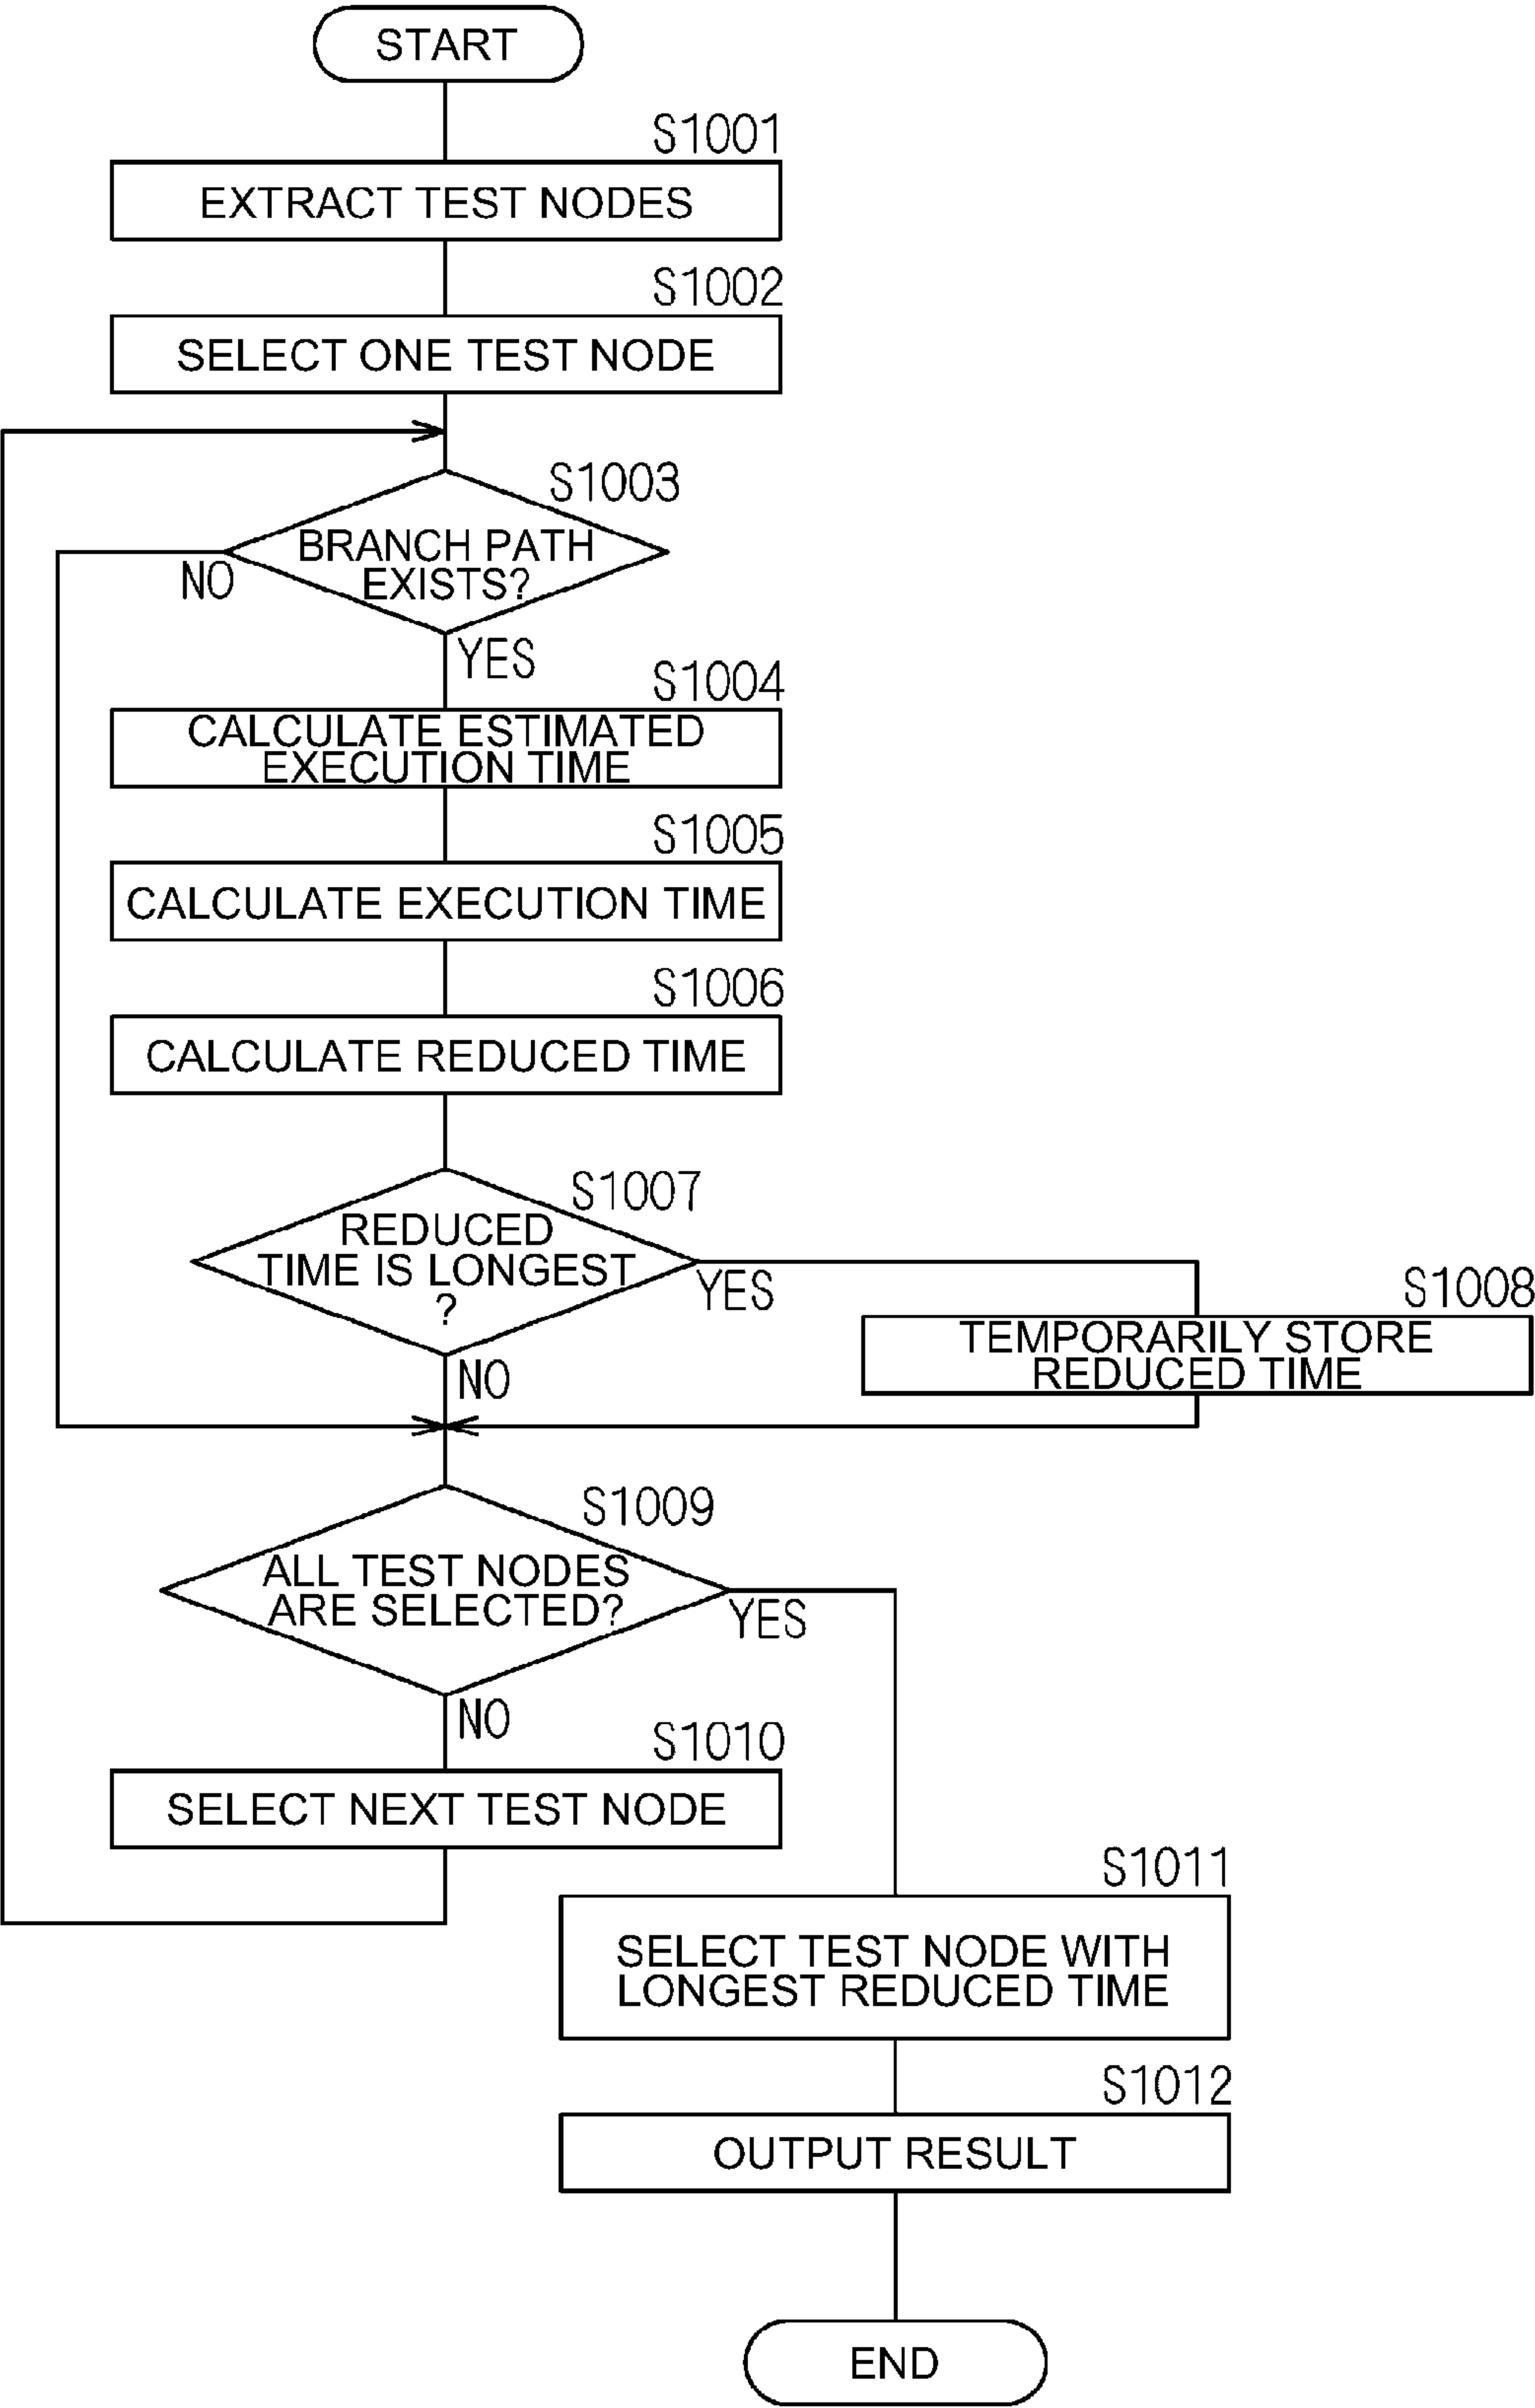 START
S1001
EXTRACT TEST NODES
S1002
SELECT ONE TEST NODE
S1003
BRANCH PATH
EXISTS?
NO
YES
S1004
CALCULATE ESTIMATED
EXECUTION TIME
S1005
CALCULATE EXECUTION TIME
S1006
CALCULATE REDUCED TIME
S1007
REDUCED
TIME IS LONGEST
?
YES
NO
S1008
TEMPORARILY STORE
REDUCED TIME
S1009
ALL TEST NODES
ARE SELECTED?
YES
NO
S1010
SELECT NEXT TEST NODE
S1011
SELECT TEST NODE WITH
LONGEST REDUCED TIME
S1012
OUTPUT RESULT
END